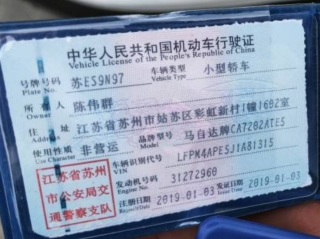 中华人民共和国机动车行驶证
Vehicle License of the People's Republic of China
号牌号码 苏ES9N97 车辆类型 小型轿车
Plate No. Vehicle Type
所有人 陈伟群
Owner
住址 江苏省苏州市姑苏区彩虹新村7幢1602室
Address
使用性质 非营运 品牌型号 马自达牌CA7202ATE5
Use Character Model
江苏省苏州市公安局交通警察支队
车辆识别代号 LFPM4APE5J1A81315
VIN
发动机号码 31272960
Engine No.
注册日期 2019-01-03 发证日期 2019-01-03
Register Date Issue Date